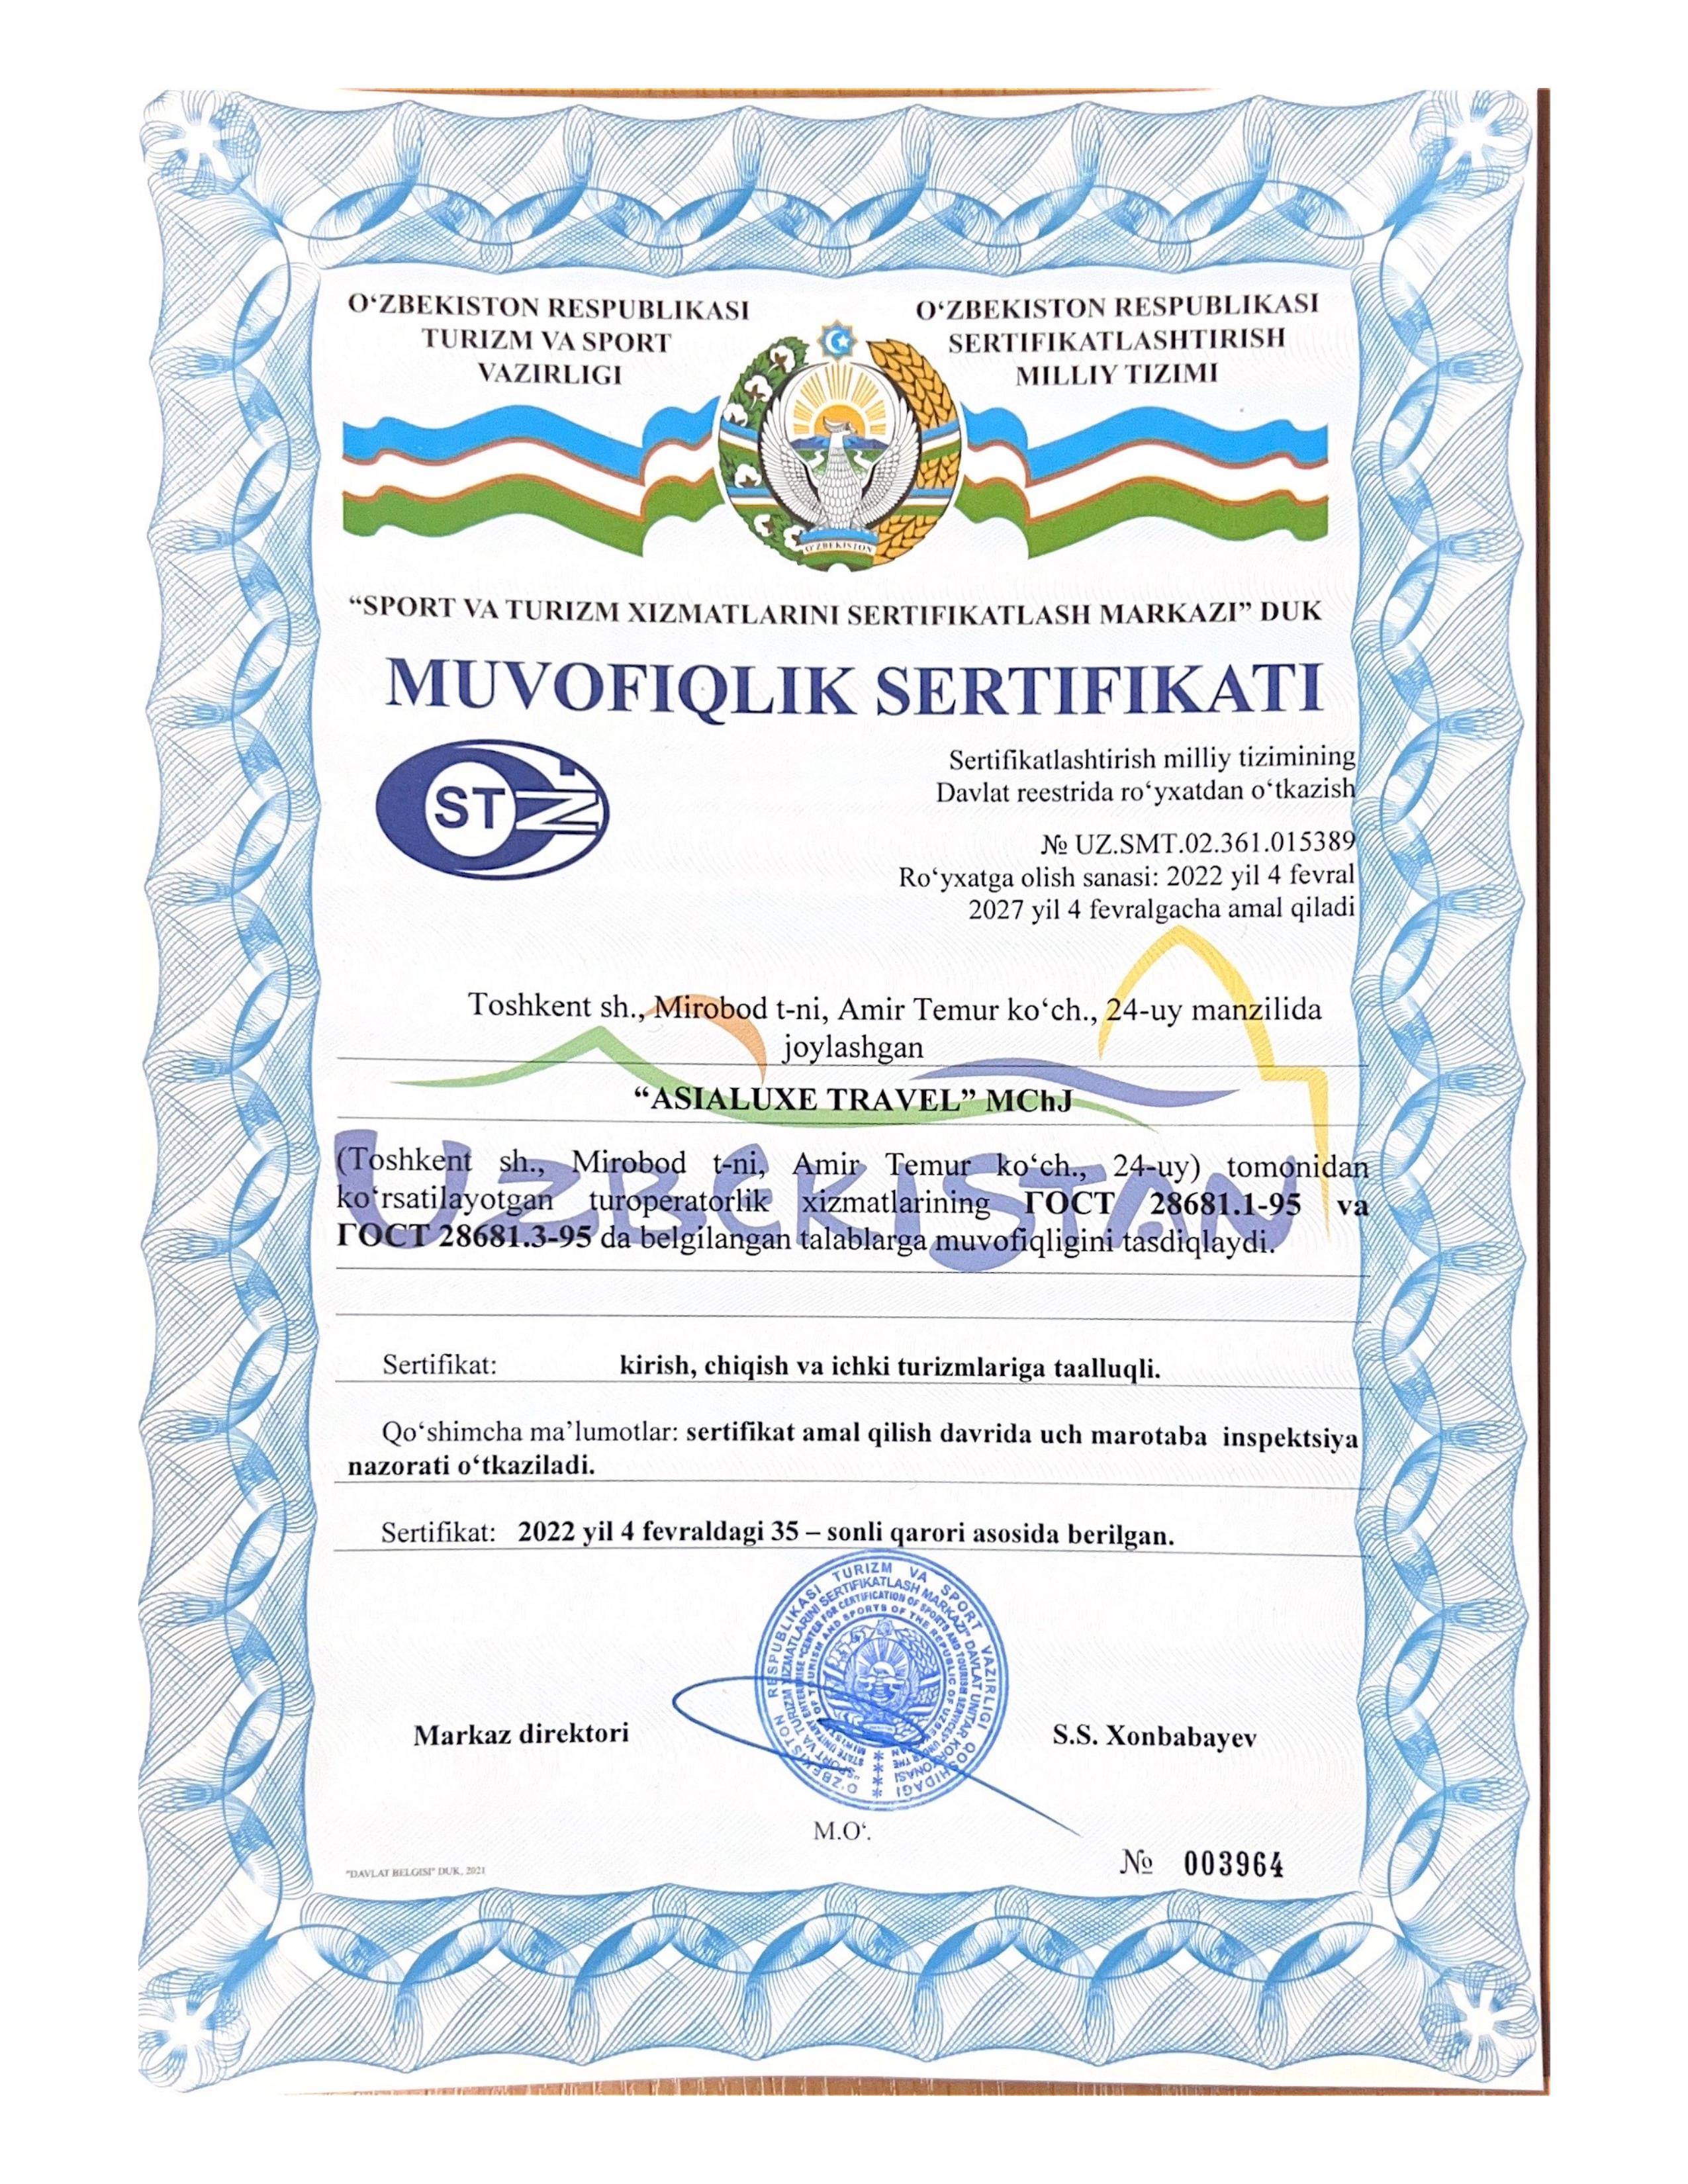 O‘ZBEKISTON RESPUBLIKASI
TURIZM VA SPORT
VAZIRLIGI
O‘ZBEKISTON RESPUBLIKASI
SERTIFIKATLASHTIRISH
MILLIY TIZIMI
O‘ZBEKISTON
“SPORT VA TURIZM XIZMATLARINI SERTIFIKATLASH MARKAZI” DUK
MUVOFIQLIK SERTIFIKATI
ST
Sertifikatlashtirish milliy tizimining
Davlat reestrida ro‘yxatdan o‘tkazish
№ UZ.SMT.02.361.015389
Ro‘yxatga olish sanasi: 2022 yil 4 fevral
2027 yil 4 fevralgacha amal qiladi
Toshkent sh., Mirobod t-ni, Amir Temur ko‘ch., 24-uy manzilida
joylashgan
“ASIALUXE TRAVEL” MChJ
UZBEKISTAN
(Toshkent sh., Mirobod t-ni, Amir Temur ko‘ch., 24-uy) tomonidan
ko‘rsatilayotgan turoperatorlik xizmatlarining ГОСТ 28681.1-95 va
ГОСТ 28681.3-95 da belgilangan talablarga muvofiqligini tasdiqlaydi.
Sertifikat: kirish, chiqish va ichki turizmlariga taalluqli.
Qo‘shimcha ma’lumotlar: sertifikat amal qilish davrida uch marotaba inspektsiya
nazorati o‘tkaziladi.
Sertifikat: 2022 yil 4 fevraldagi 35 – sonli qarori asosida berilgan.
O‘ZBEKISTON RESPUBLIKASI TURIZM VA SPORT VAZIRLIGI QOSHIDAGI
“SPORT VA TURIZM XIZMATLARINI SERTIFIKATLASH MARKAZI” DAVLAT UNITAR KORXONASI
Markaz direktori
S.S. Xonbabayev
M.O‘.
№ 003964
"DAVLAT BELGISI" DUK, 2021